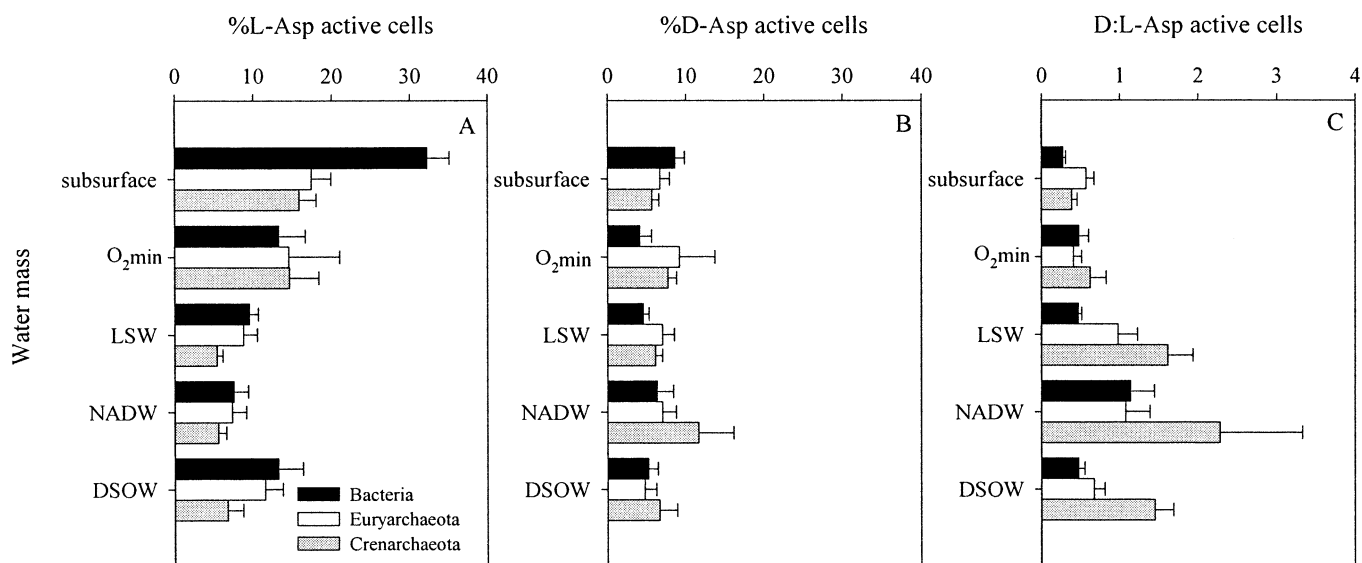 %L-Asp active cells
%D-Asp active cells
D:L-Asp active cells
0 10 20 30 40
0 10 20 30 40
0 1 2 3 4
A
B
C
Water mass
subsurface
O₂min
LSW
NADW
DSOW
Bacteria
Euryarchaeota
Crenarchaeota
subsurface
O₂min
LSW
NADW
DSOW
subsurface
O₂min
LSW
NADW
DSOW